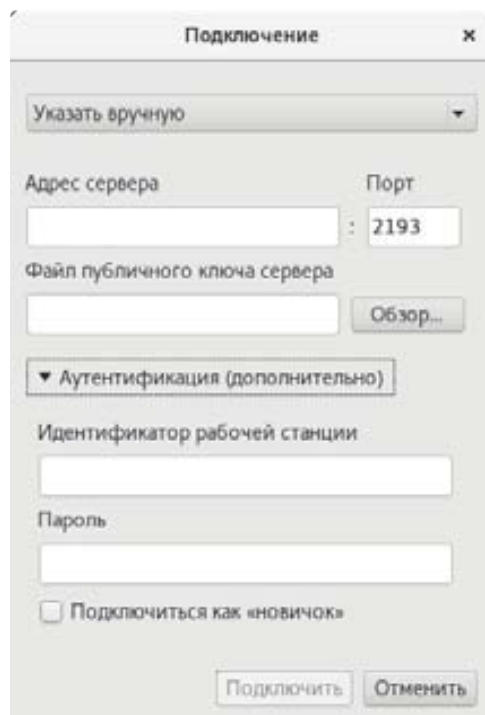 Подключение
Указать вручную
Адрес сервера Порт
: 2193
Файл публичного ключа сервера
Обзор...
Аутентификация (дополнительно)
Идентификатор рабочей станции
Пароль
Подключиться как «новичок»
Подключить Отменить